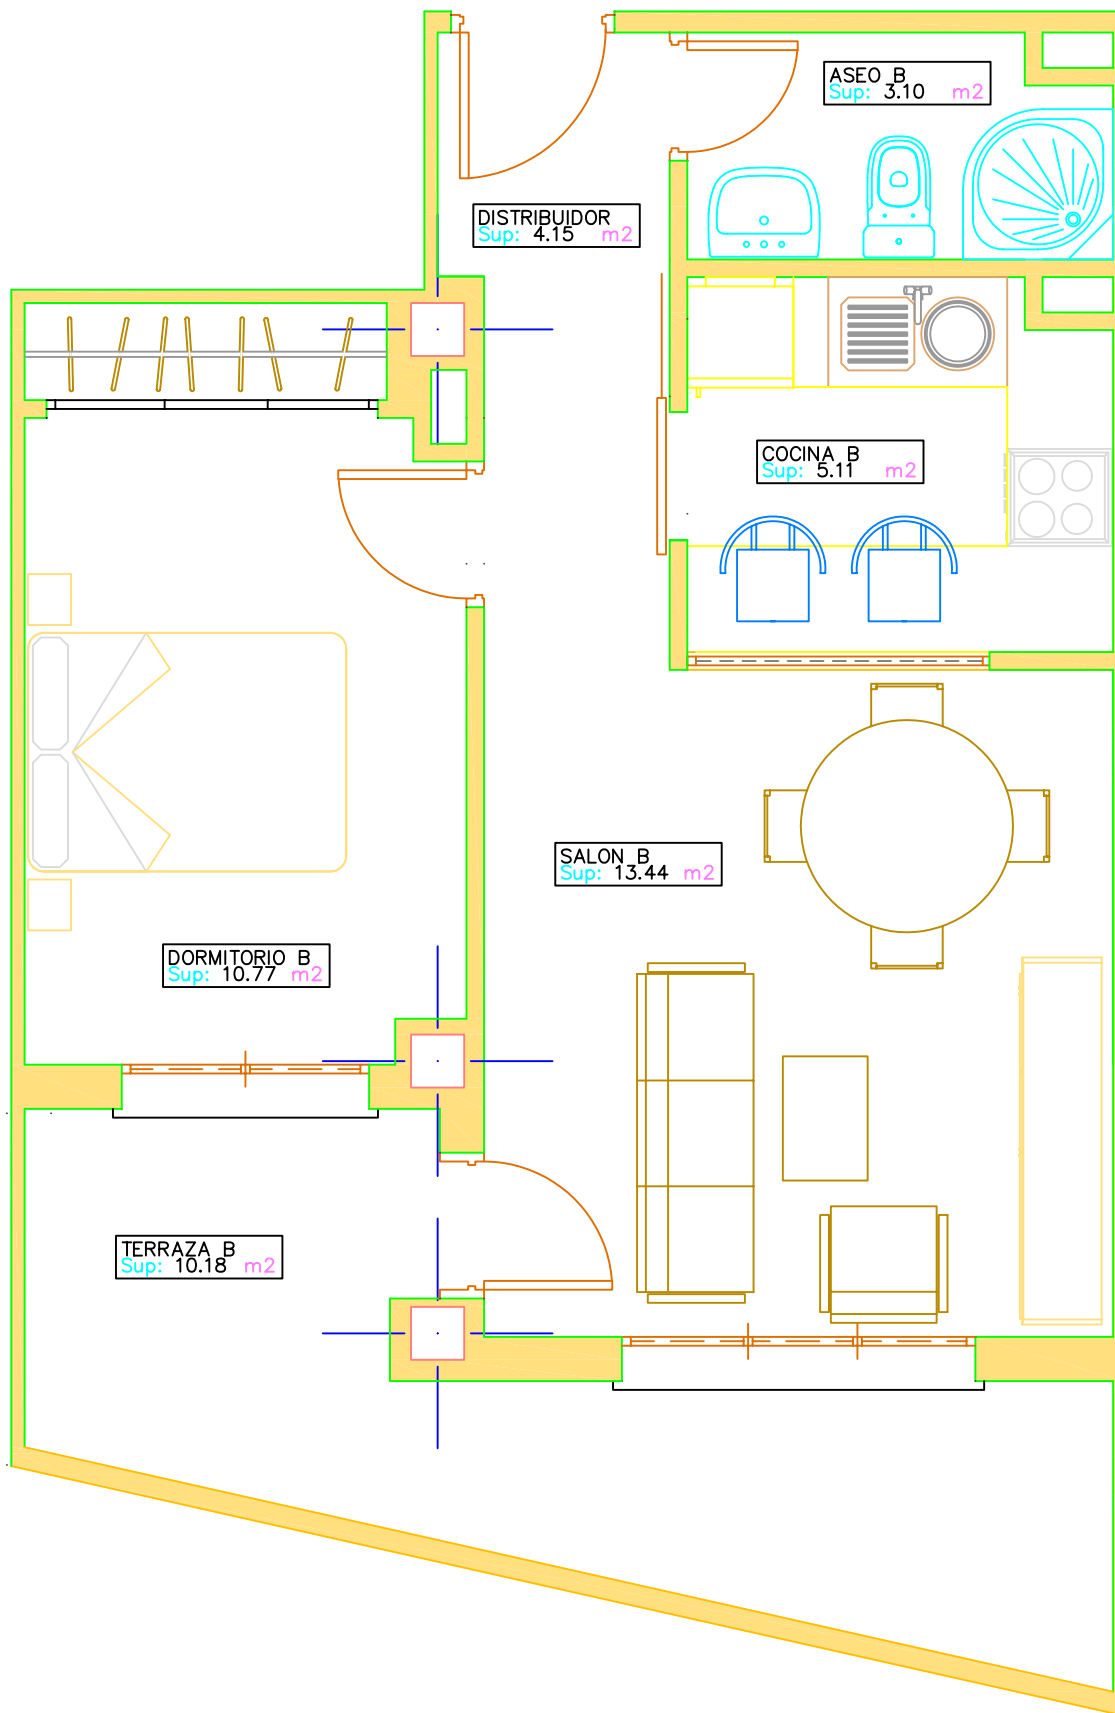 ASEO B
Sup: 3.10 m2
DISTRIBUIDOR
Sup: 4.15 m2
COCINA B
Sup: 5.11 m2
SALON B
Sup: 13.44 m2
DORMITORIO B
Sup: 10.77 m2
TERRAZA B
Sup: 10.18 m2